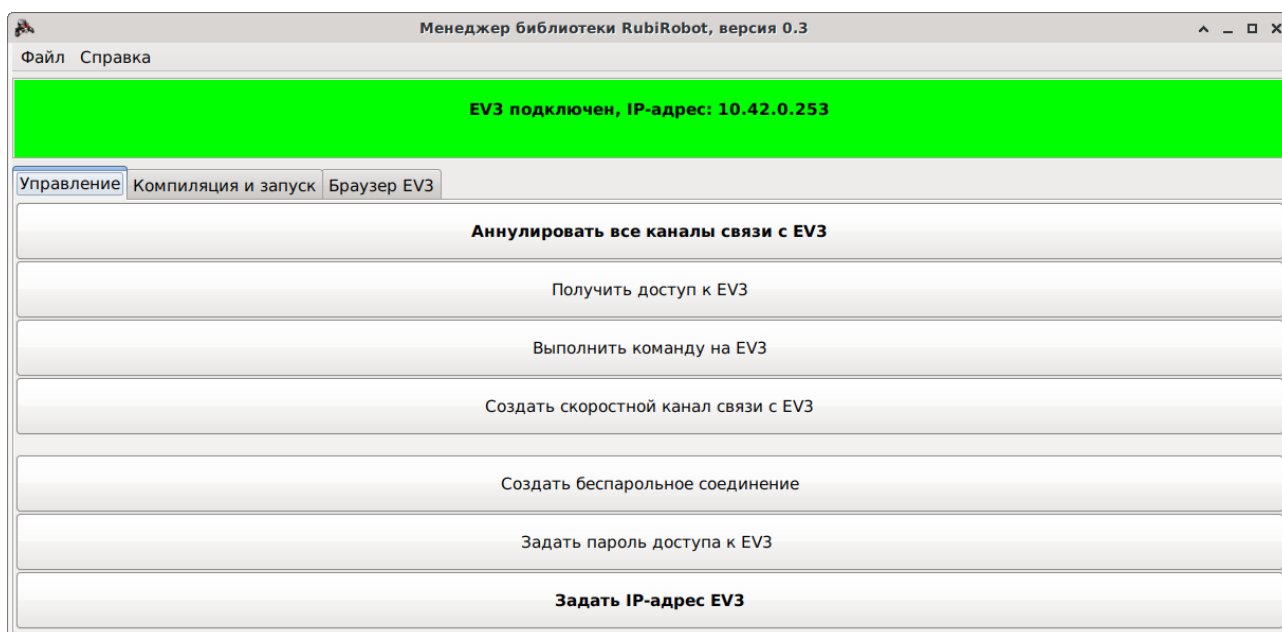 Менеджер библиотеки RubiRobot, версия 0.3
Файл Справка
EV3 подключен, IP-адрес: 10.42.0.253
Управление Компиляция и запуск Браузер EV3
Аннулировать все каналы связи с EV3
Получить доступ к EV3
Выполнить команду на EV3
Создать скоростной канал связи с EV3
Создать беспарольное соединение
Задать пароль доступа к EV3
Задать IP-адрес EV3